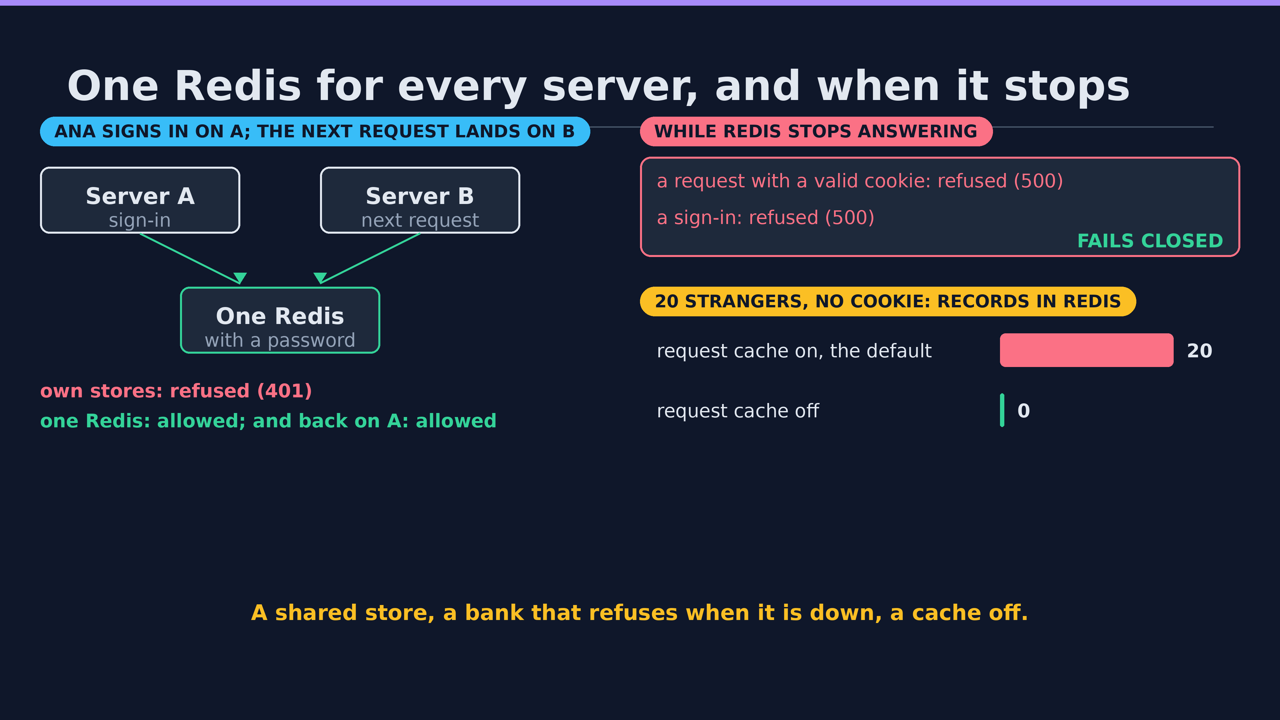 One Redis for every server, and when it stops
ANA SIGNS IN ON A; THE NEXT REQUEST LANDS ON B
Server A
sign-in
Server B
next request
One Redis
with a password
own stores: refused (401)
one Redis: allowed; and back on A: allowed
WHILE REDIS STOPS ANSWERING
a request with a valid cookie: refused (500)
a sign-in: refused (500)
FAILS CLOSED
20 STRANGERS, NO COOKIE: RECORDS IN REDIS
request cache on, the default
20
request cache off
0
A shared store, a bank that refuses when it is down, a cache off.